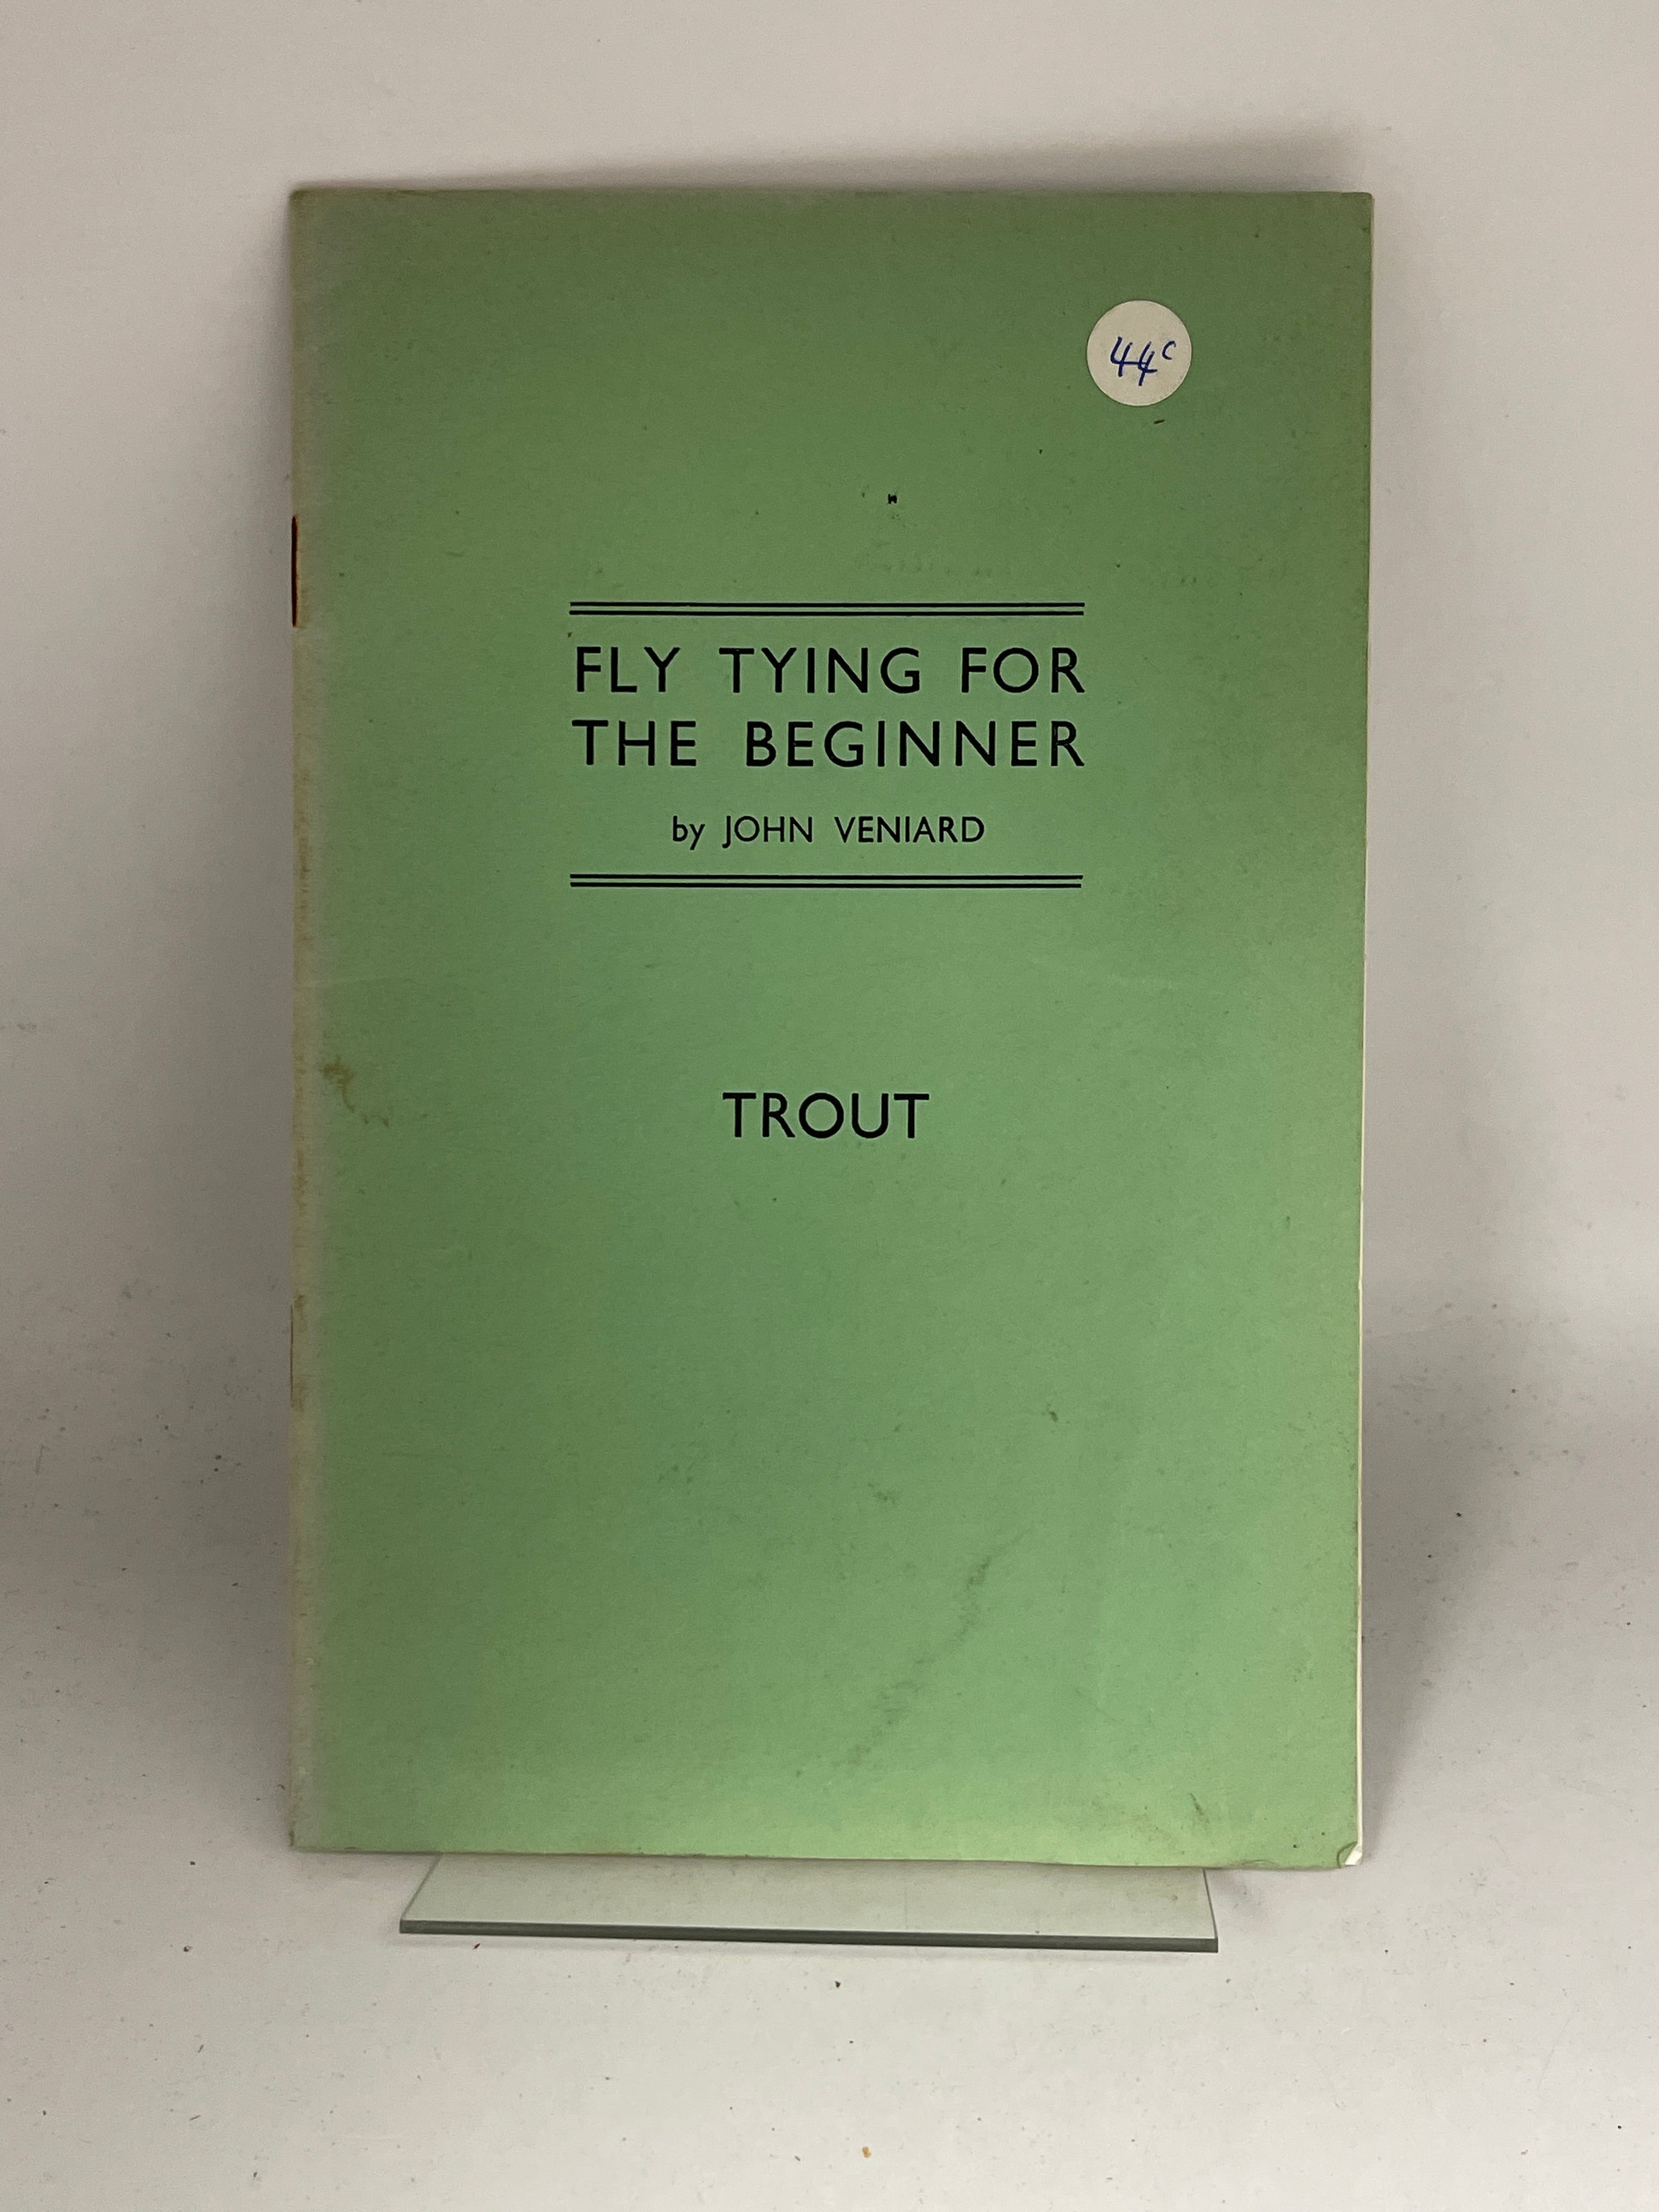 44c
FLY TYING FOR
THE BEGINNER
by JOHN VENIARD
TROUT